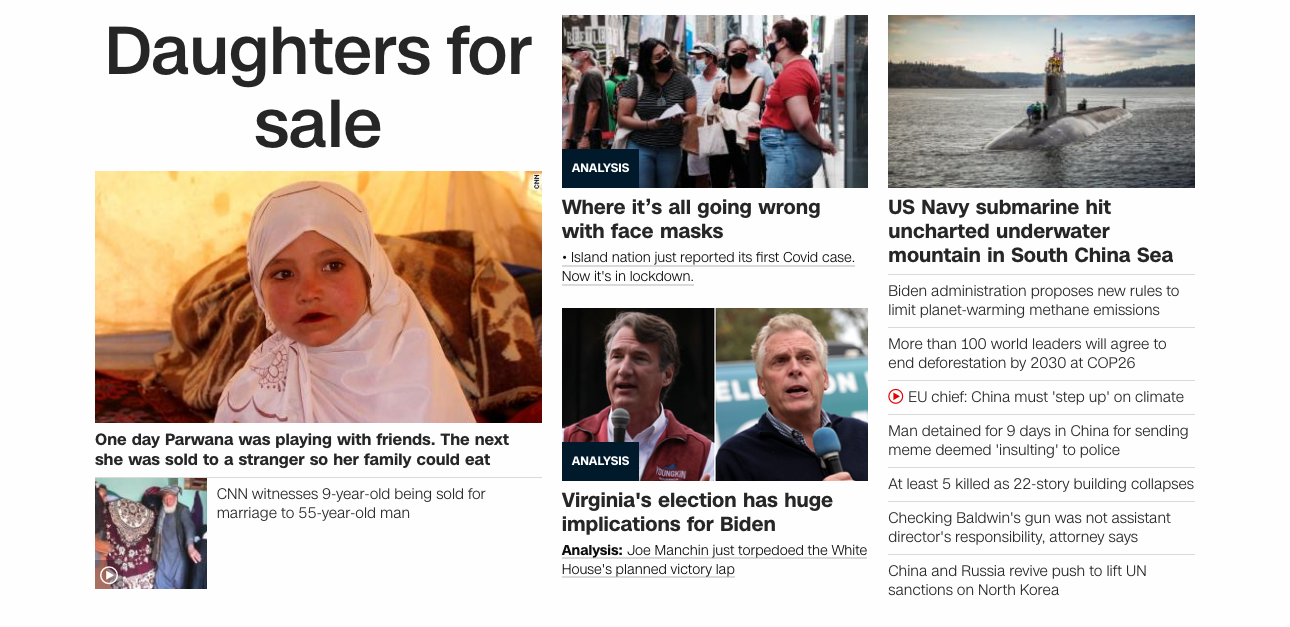 Daughters for
sale
CNN
One day Parwana was playing with friends. The next
she was sold to a stranger so her family could eat
CNN witnesses 9-year-old being sold for
marriage to 55-year-old man
ANALYSIS
Where it’s all going wrong
with face masks
• Island nation just reported its first Covid case.
Now it's in lockdown.
ELECTION
YOUNGKIN
ANALYSIS
Virginia's election has huge
implications for Biden
Analysis: Joe Manchin just torpedoed the White
House's planned victory lap
US Navy submarine hit
uncharted underwater
mountain in South China Sea
Biden administration proposes new rules to
limit planet-warming methane emissions
More than 100 world leaders will agree to
end deforestation by 2030 at COP26
EU chief: China must 'step up' on climate
Man detained for 9 days in China for sending
meme deemed 'insulting' to police
At least 5 killed as 22-story building collapses
Checking Baldwin's gun was not assistant
director's responsibility, attorney says
China and Russia revive push to lift UN
sanctions on North Korea